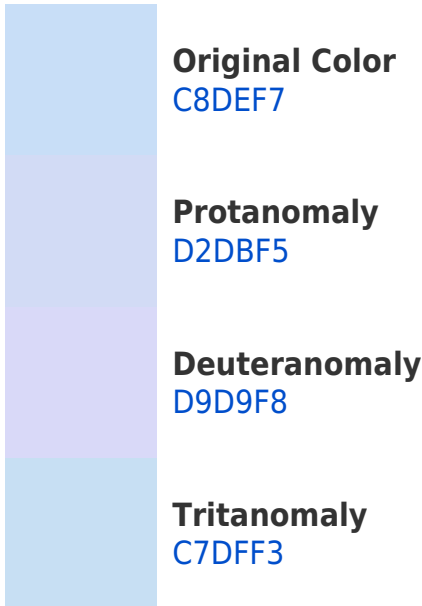 Original Color
C8DEF7
Protanomaly
D2DBF5
Deuteranomaly
D9D9F8
Tritanomaly
C7DFF3